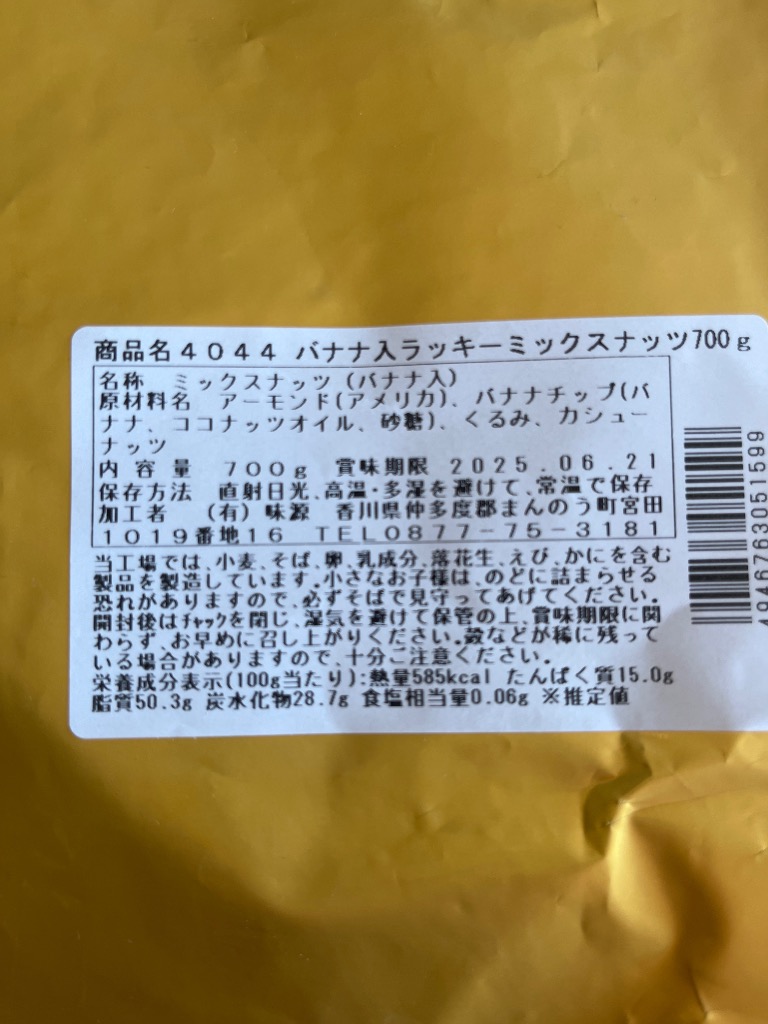 商品名4044 バナナ入ラッキーミックスナッツ700g
名称 ミックスナッツ(バナナ入)
原材料名 アーモンド(アメリカ)、バナナチップ(バ
ナナ、ココナッツオイル、砂糖)、くるみ、カシュー
ナッツ
内容量 700g 賞味期限 2025.06.21
保存方法 直射日光、高温・多湿を避けて、常温で保存
加工者 (有)味源 香川県仲多度郡まんのう町宮田
1019番地16 TEL0877-75-3181
当工場では、小麦、そば、卵、乳成分、落花生、えび、かにを含む
製品を製造しています。小さなお子様は、のどに詰まらせる
恐れがありますので、必ずそばで見守ってあげてください。
開封後はチャックを閉じ、湿気を避けて保管の上、賞味期限に関
わらず、お早めに召し上がりください。殻などが稀に残って
いる場合がありますので、十分ご注意ください。
栄養成分表示(100g当たり):熱量585kcal たんぱく質15.0g
脂質50.3g 炭水化物28.7g 食塩相当量0.06g ※推定値
4946763051599